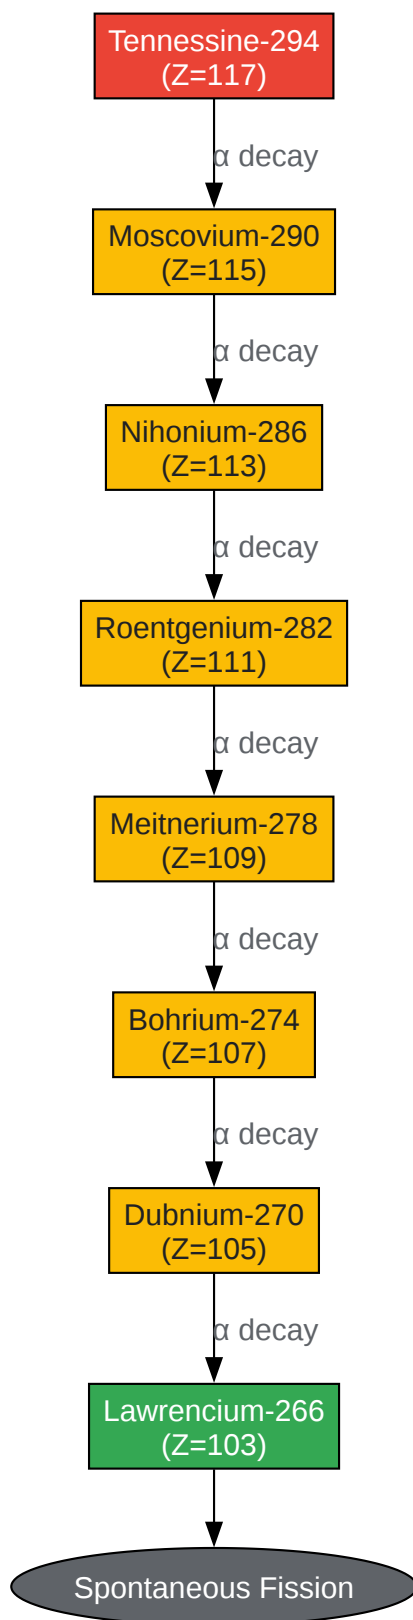 Tennessine-294
(Z=117)
α decay
Moscovium-290
(Z=115)
α decay
Nihonium-286
(Z=113)
α decay
Roentgenium-282
(Z=111)
α decay
Meitnerium-278
(Z=109)
α decay
Bohrium-274
(Z=107)
α decay
Dubnium-270
(Z=105)
α decay
Lawrencium-266
(Z=103)
Spontaneous Fission